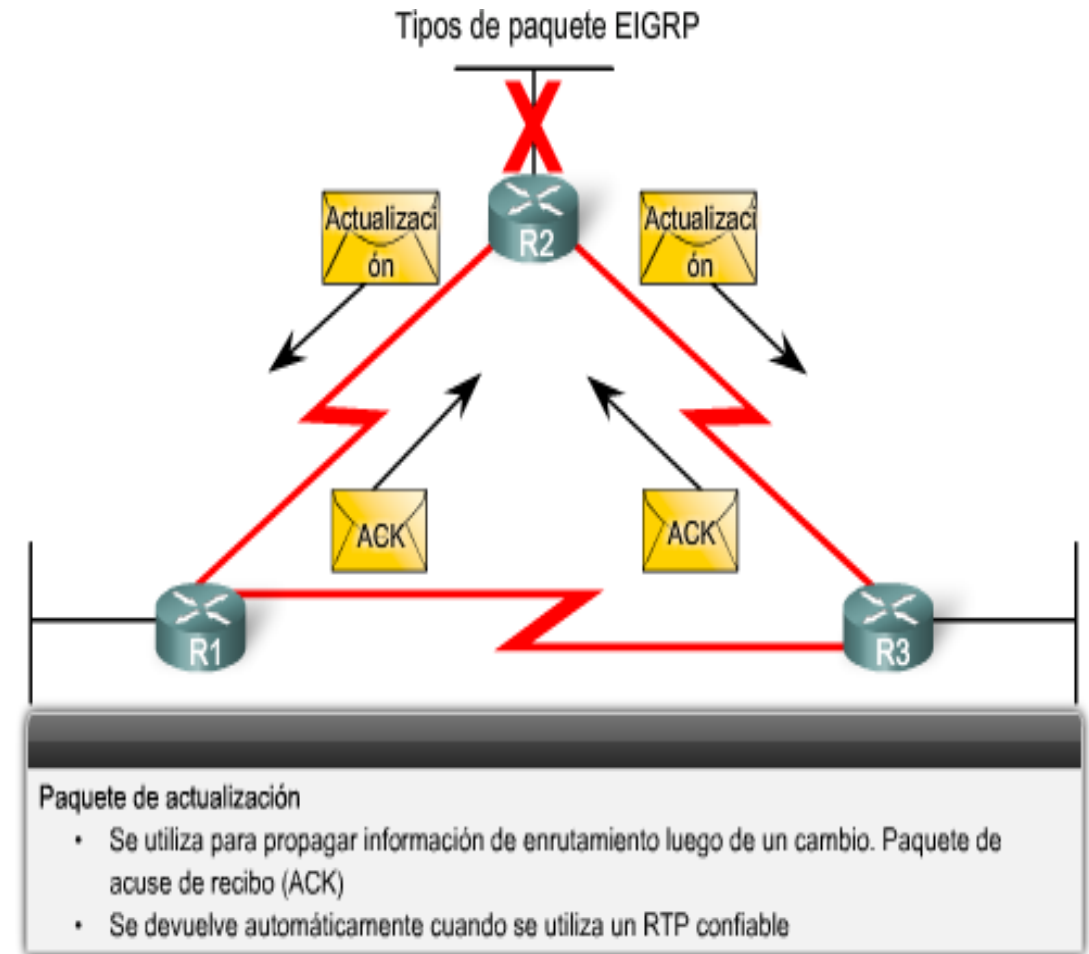 Tipos de paquete EIGRP
Actualizaci
ón
R2
Actualizaci
ón
ACK
ACK
R1
R3
Paquete de actualización
• Se utiliza para propagar información de enrutamiento luego de un cambio. Paquete de
acuse de recibo (ACK)
• Se devuelve automáticamente cuando se utiliza un RTP confiable